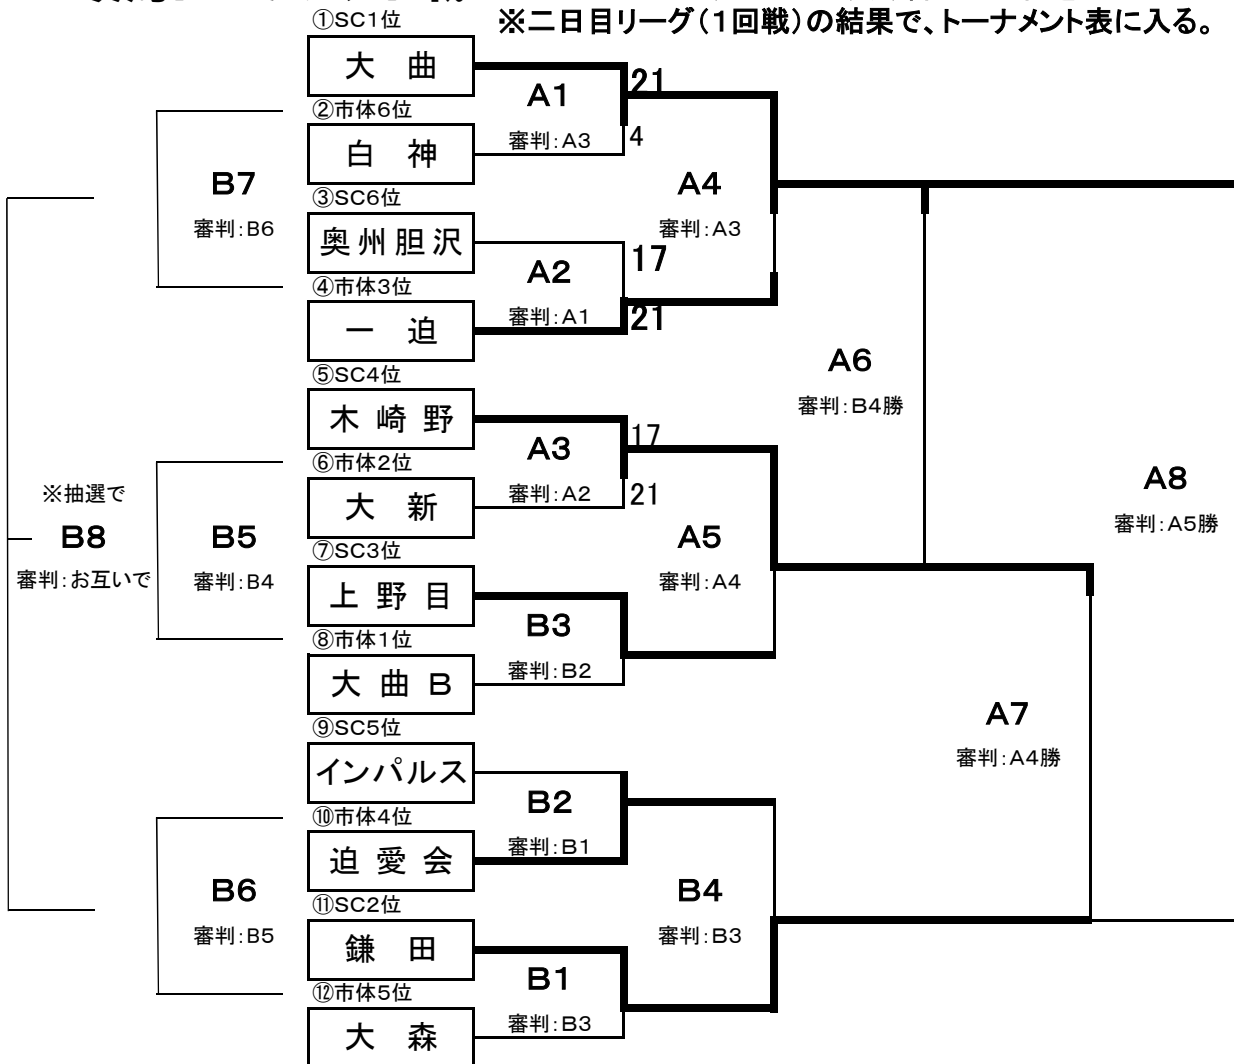 ※二日目リーグ(1回戦)の結果で、トーナメント表に入る。
①SC1位
大 曲
②市体6位
白 神
③SC6位
奥州胆沢
④市体3位
一 迫
⑤SC4位
木崎野
⑥市体2位
大 新
⑦SC3位
上野目
⑧市体1位
大曲B
⑨SC5位
インパルス
⑩市体4位
迫愛会
⑪SC2位
鎌 田
⑫市体5位
大 森
A1
審判:A3
21
4
A2
審判:A1
17
21
A3
審判:A2
17
21
B3
審判:B2
B2
審判:B1
B1
審判:B3
A4
審判:A3
A5
審判:A4
B4
審判:B3
A6
審判:B4勝
A7
審判:A4勝
A8
審判:A5勝
B7
審判:B6
B5
審判:B4
B6
審判:B5
※抽選で
B8
審判:お互いで